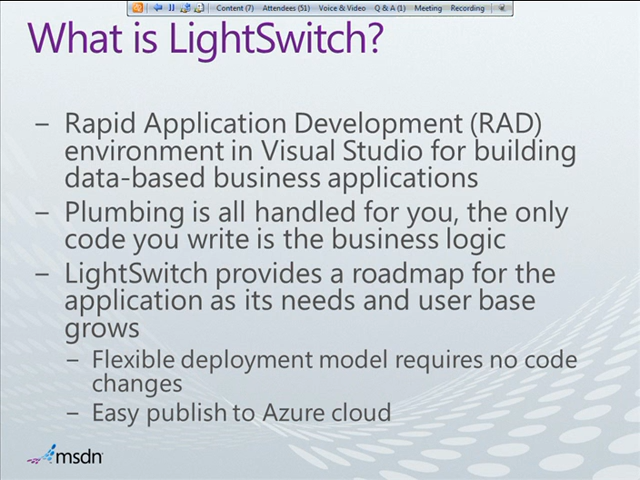 Content (7) Attendees (51) Voice & Video Q & A (1) Meeting Recording
What is LightSwitch?
– Rapid Application Development (RAD)
environment in Visual Studio for building
data-based business applications
– Plumbing is all handled for you, the only
code you write is the business logic
– LightSwitch provides a roadmap for the
application as its needs and user base
grows
– Flexible deployment model requires no code
changes
– Easy publish to Azure cloud
msdn